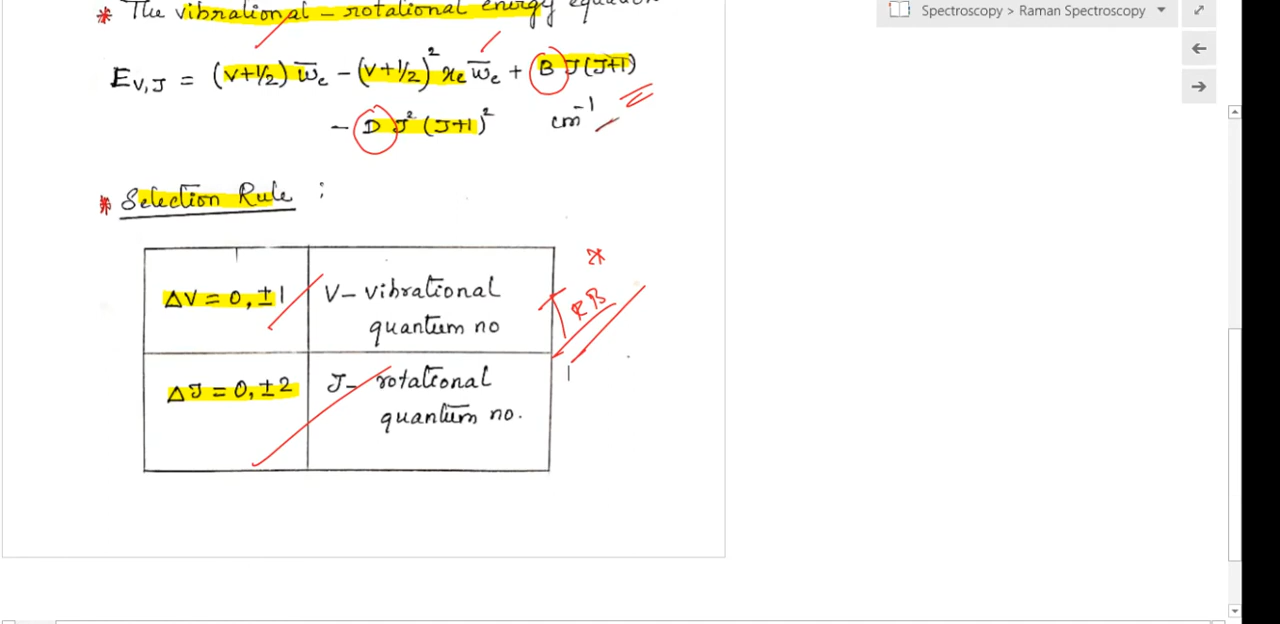 Spectroscopy > Raman Spectroscopy
* The vibrational - rotational energy equation
E V,J = (V+1/2) ω̅e - (V+1/2)² xe ω̅e + B J(J+1)
- D J² (J+1)² cm⁻¹
* Selection Rule :
ΔV = 0, ±1 V- vibrational
quantum no
RB
ΔJ = 0, ±2 J- rotational
quantum no.